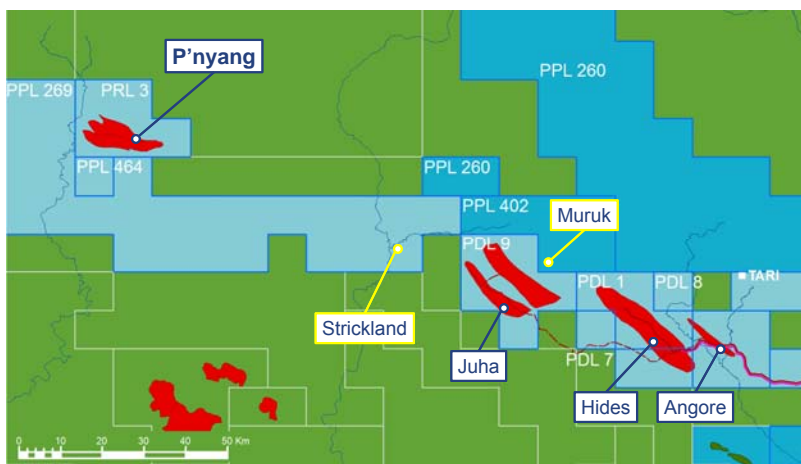 P'nyang
PPL 269
PRL 3
PPL 260
PPL 464
PPL 260
PPL 402
Muruk
PDL 9
PDL 1
PDL 8
TARI
Strickland
Juha
PDL 7
Hides
Angore
0 10 20 30 40 50 Km